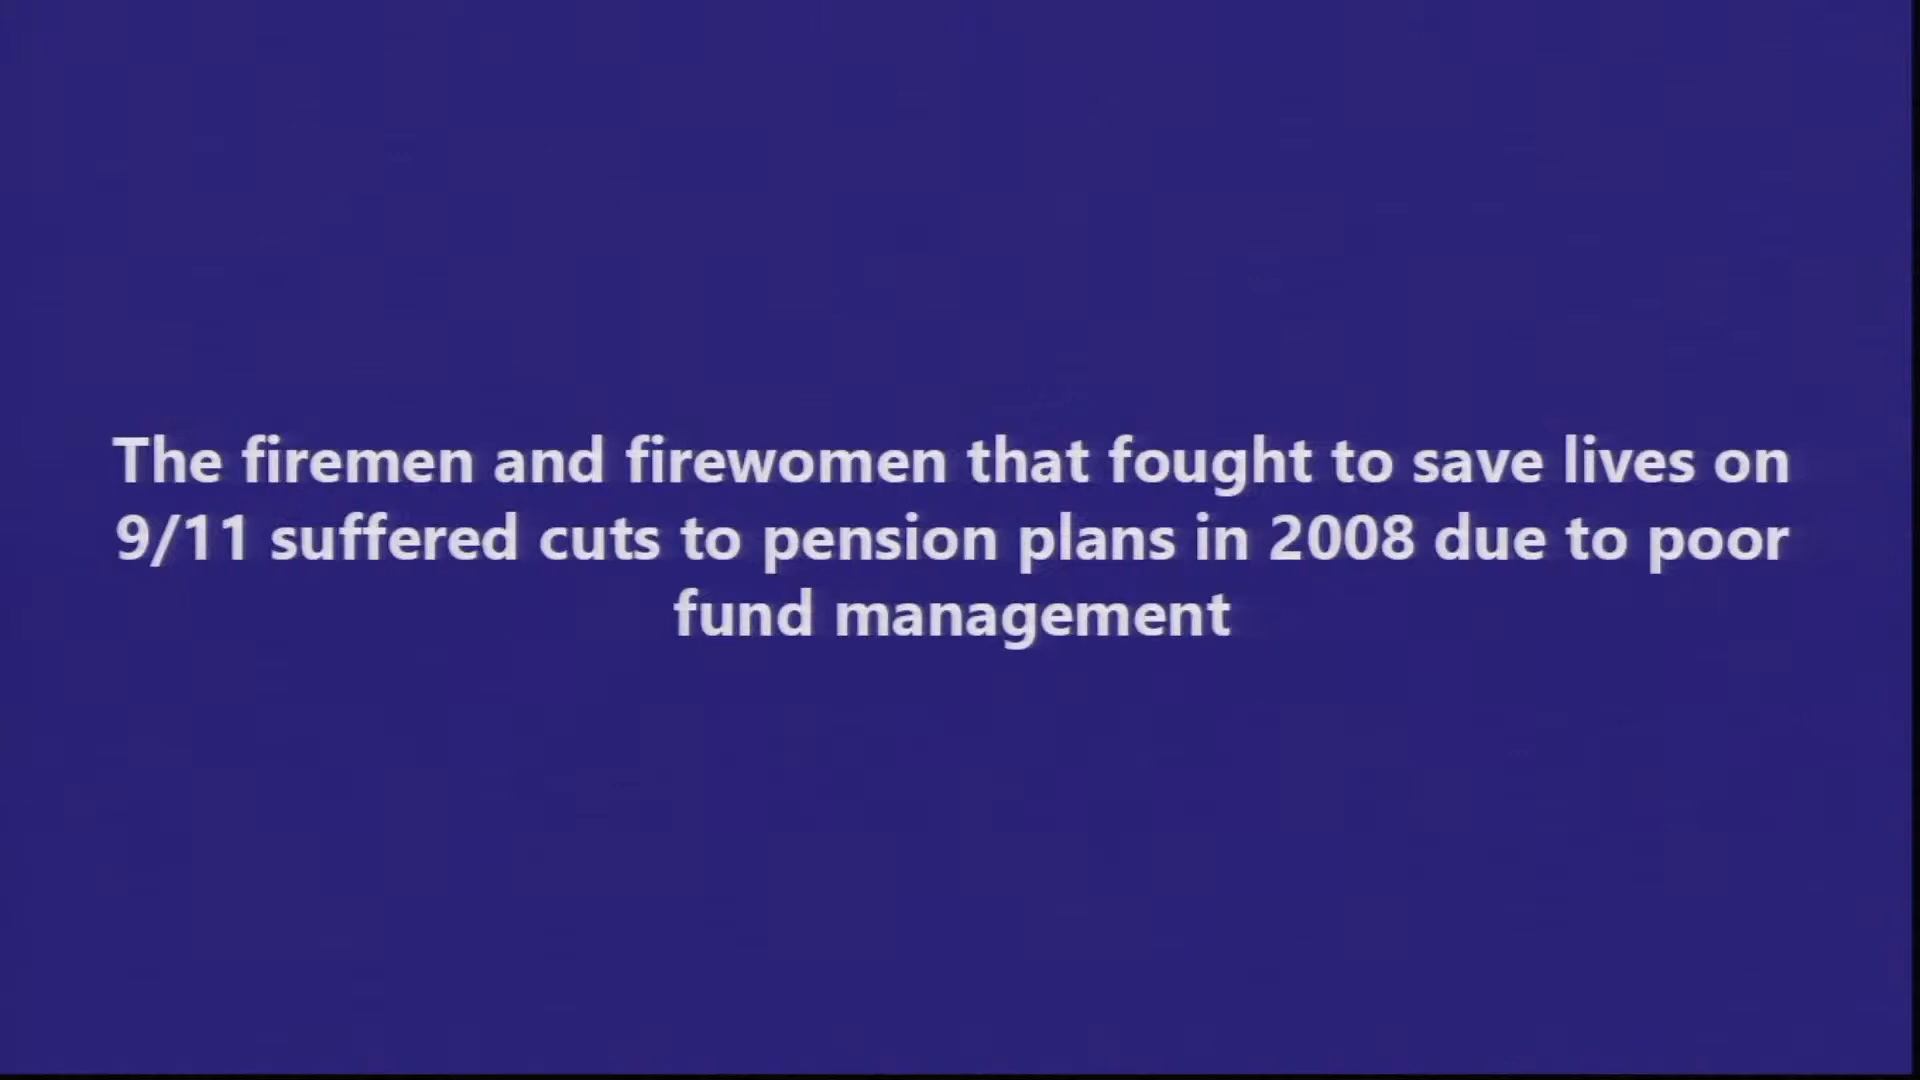 The firemen and firewomen that fought to save lives on
9/11 suffered cuts to pension plans in 2008 due to poor
fund management